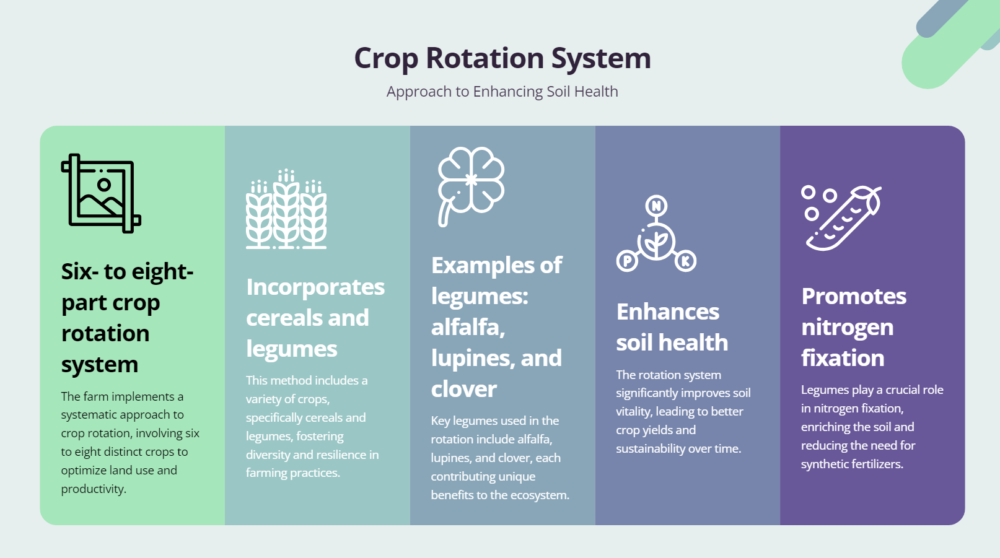 Crop Rotation System
Approach to Enhancing Soil Health
Six- to eight-
part crop
rotation
system
The farm implements a
systematic approach to
crop rotation, involving six
to eight distinct crops to
optimize land use and
productivity.
Incorporates
cereals and
legumes
This method includes a
variety of crops,
specifically cereals and
legumes, fostering
diversity and resilience in
farming practices.
Examples of
legumes:
alfalfa,
lupines, and
clover
Key legumes used in the
rotation include alfalfa,
lupines, and clover, each
contributing unique
benefits to the ecosystem.
N
P
K
Enhances
soil health
The rotation system
significantly improves soil
vitality, leading to better
crop yields and
sustainability over time.
Promotes
nitrogen
fixation
Legumes play a crucial role
in nitrogen fixation,
enriching the soil and
reducing the need for
synthetic fertilizers.